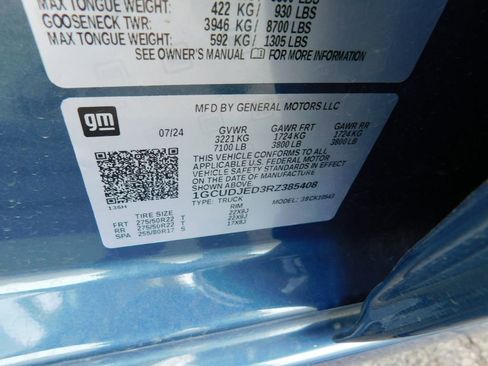 MAX TONGUE WEIGHT: 422 KG/ 930 LBS
GOOSENECK TWR: 3946 KG/ 8700 LBS
MAX TONGUE WEIGHT: 592 KG/ 1305 LBS
SEE OWNER'S MANUAL FOR MORE INFORMATION
gm
MFD BY GENERAL MOTORS LLC
07/24 GVWR GAWR FRT GAWR RR
3221 KG 1724 KG 1724 KG
7100 LB 3800 LB 3800 LB
THIS VEHICLE CONFORMS TO ALL
APPLICABLE U.S. FEDERAL MOTOR
VEHICLE SAFETY STANDARDS
IN EFFECT ON THE DATE OF
MANUFACTURE SHOWN ABOVE.
1GCUDJED3RZ385408
TYPE: TRUCK MODEL:
TIRE SIZE RIM
FRT 275/50R22 T 22X9J
RR 275/50R22 T 22X9J
SPA 255/80R17 S 17X8J